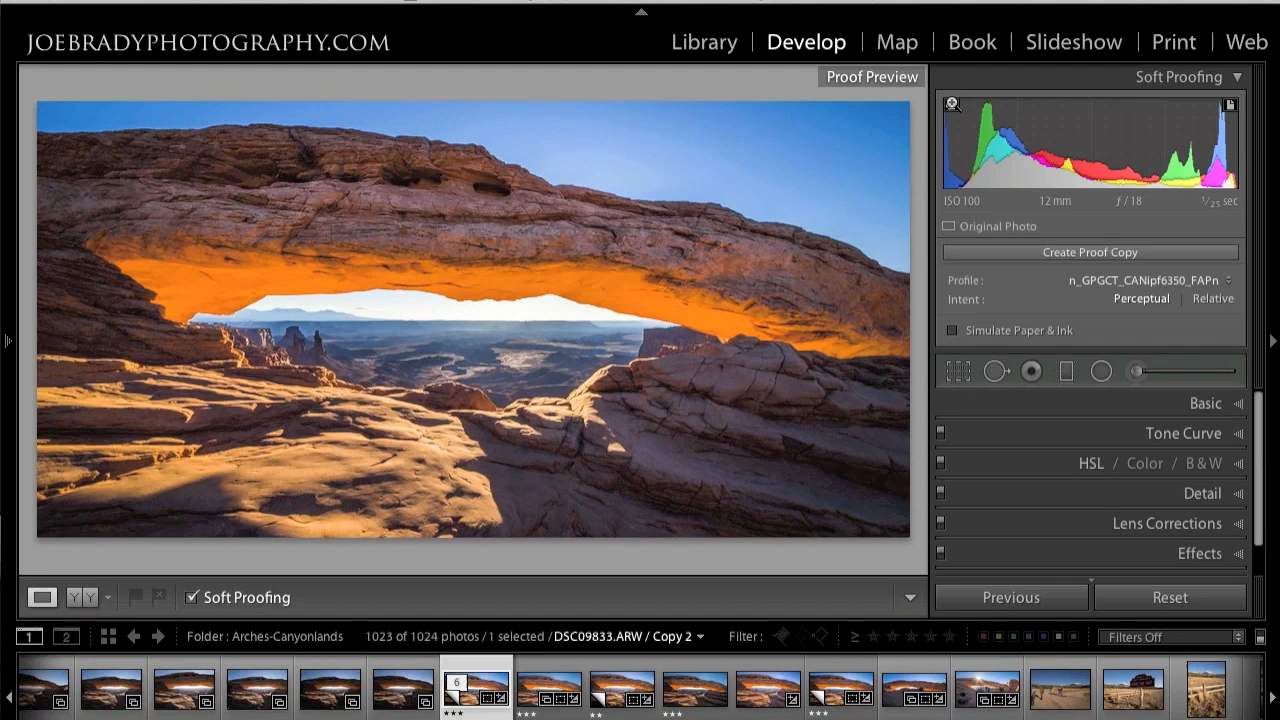 JOEBRADYPHOTOGRAPHY.COM
Library | Develop | Map | Book | Slideshow | Print | Web
Proof Preview
Soft Proofing
ISO 100 12 mm ƒ / 18 1/25 sec
Original Photo
Create Proof Copy
Profile : n_GPGCT_CANipf6350_FAPn
Intent : Perceptual | Relative
Simulate Paper & Ink
Basic
Tone Curve
HSL / Color / B & W
Detail
Lens Corrections
Effects
Previous Reset
Y Y Soft Proofing
1 2 Folder : Arches-Canyonlands 1023 of 1024 photos / 1 selected / DSC09833.ARW / Copy 2 Filter : Filters Off
6